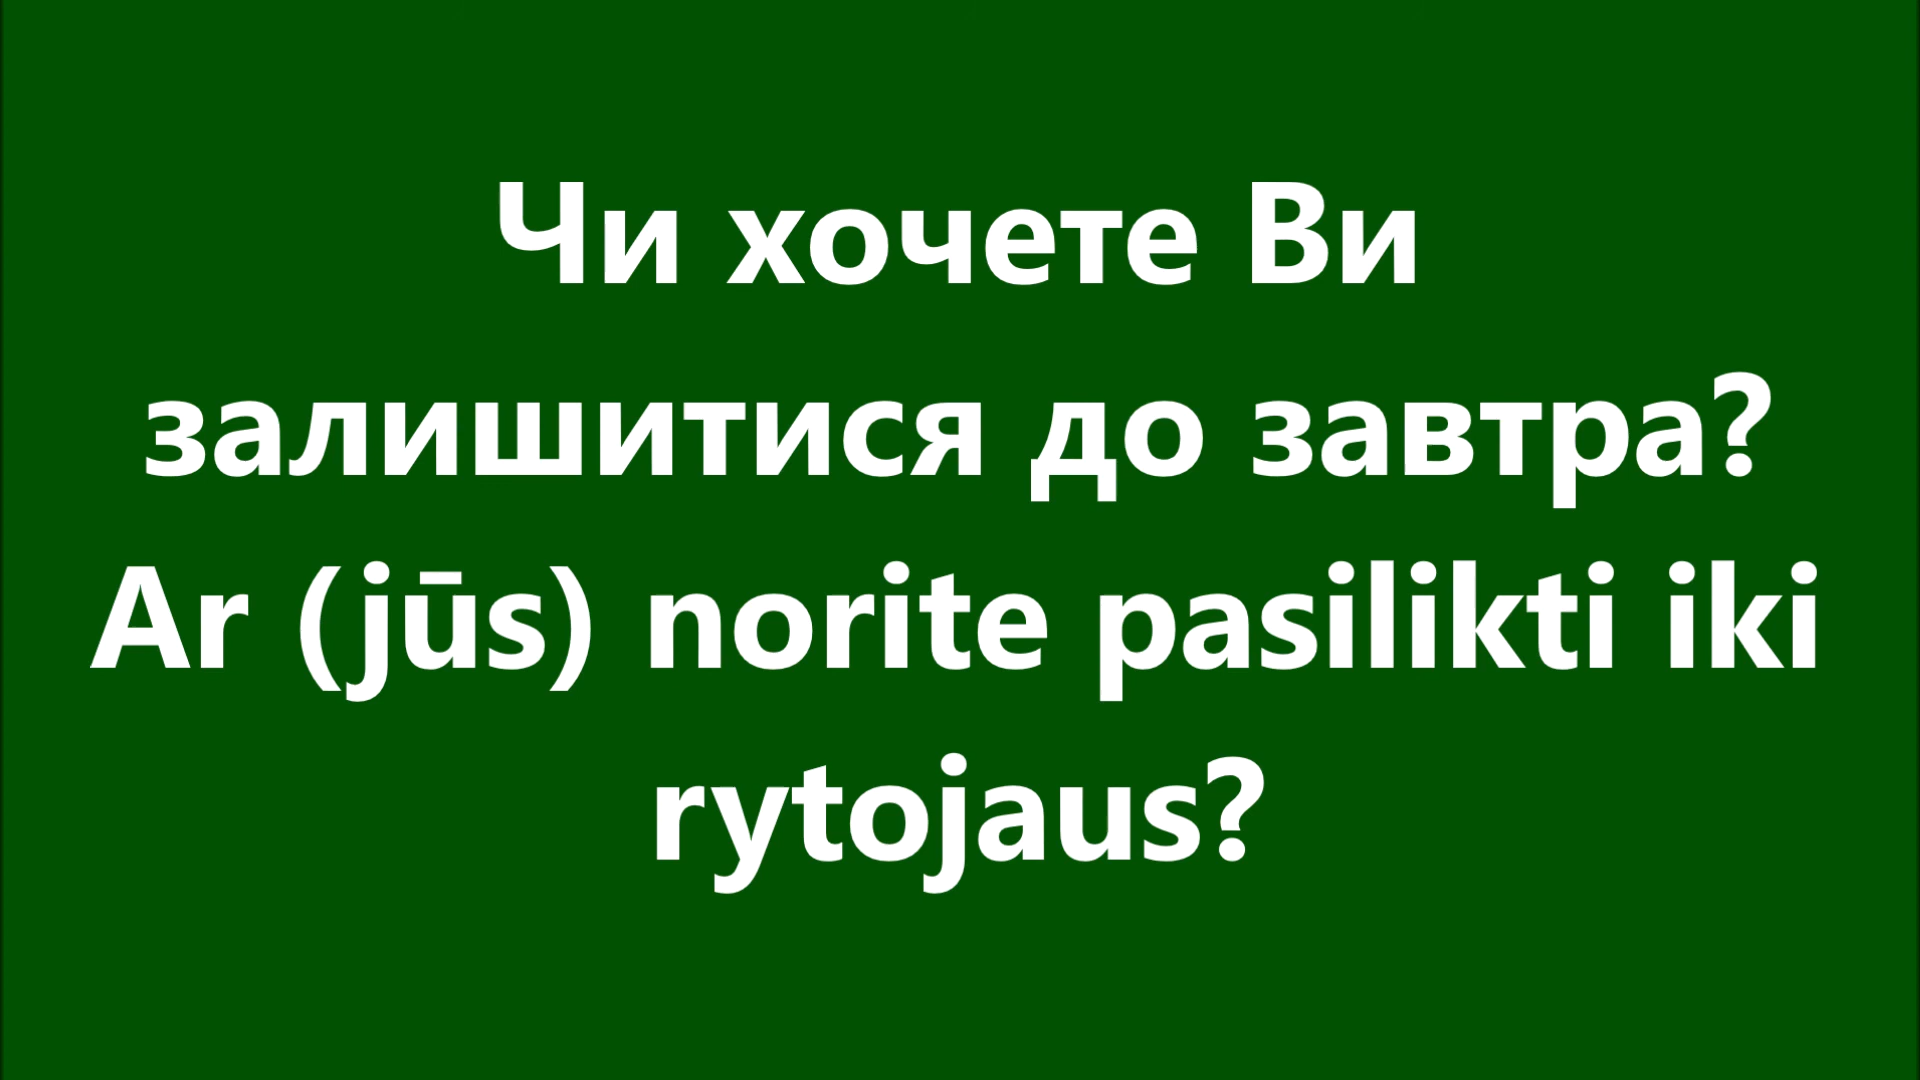 Чи хочете Ви
залишитися до завтра?
Ar (jūs) norite pasilikti iki
rytojaus?